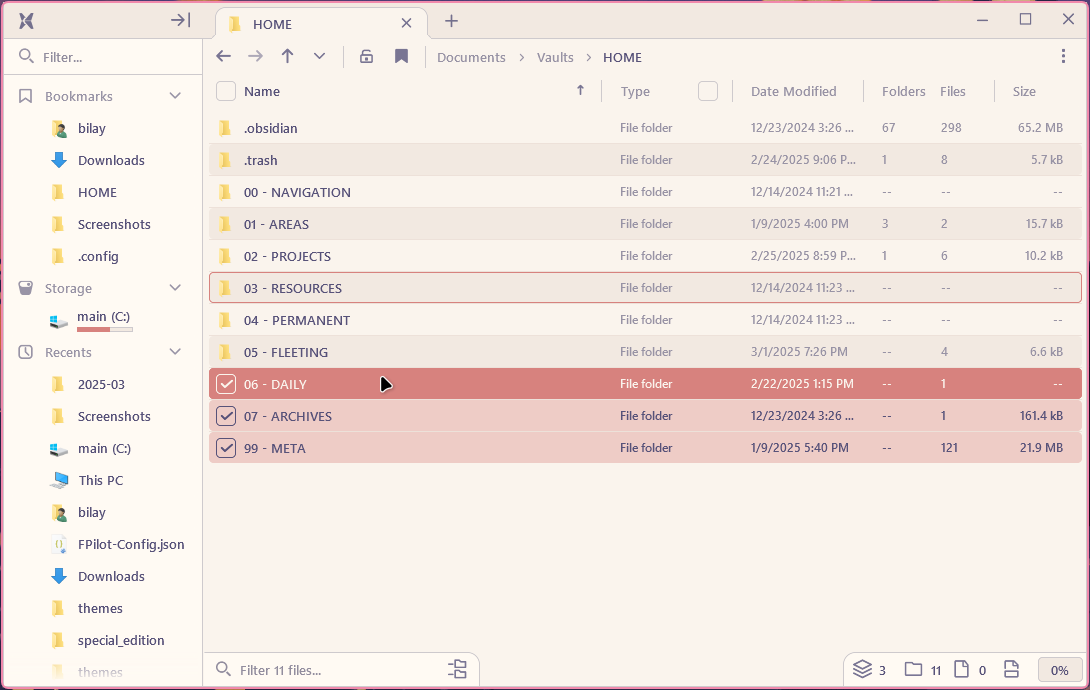 HOME
Filter...
Documents > Vaults > HOME
Name Type Date Modified Folders Files Size
Bookmarks
bilay
Downloads
HOME
Screenshots
.config
Storage
main (C:)
Recents
2025-03
Screenshots
main (C:)
This PC
bilay
FPilot-Config.json
Downloads
themes
special_edition
themes
.obsidian File folder 12/23/2024 3:26 ... 67 298 65.2 MB
.trash File folder 2/24/2025 9:06 P... 1 8 5.7 kB
00 - NAVIGATION File folder 12/14/2024 11:21 ... -- -- --
01 - AREAS File folder 1/9/2025 4:00 PM 3 2 15.7 kB
02 - PROJECTS File folder 2/25/2025 8:59 P... 1 6 10.2 kB
03 - RESOURCES File folder 12/14/2024 11:23 ... -- -- --
04 - PERMANENT File folder 12/14/2024 11:23 ... -- -- --
05 - FLEETING File folder 3/1/2025 7:26 PM -- 4 6.6 kB
06 - DAILY File folder 2/22/2025 1:15 PM -- 1 --
07 - ARCHIVES File folder 12/23/2024 3:26 ... -- 1 161.4 kB
99 - META File folder 1/9/2025 5:40 PM -- 121 21.9 MB
Filter 11 files...
3 11 0 0%